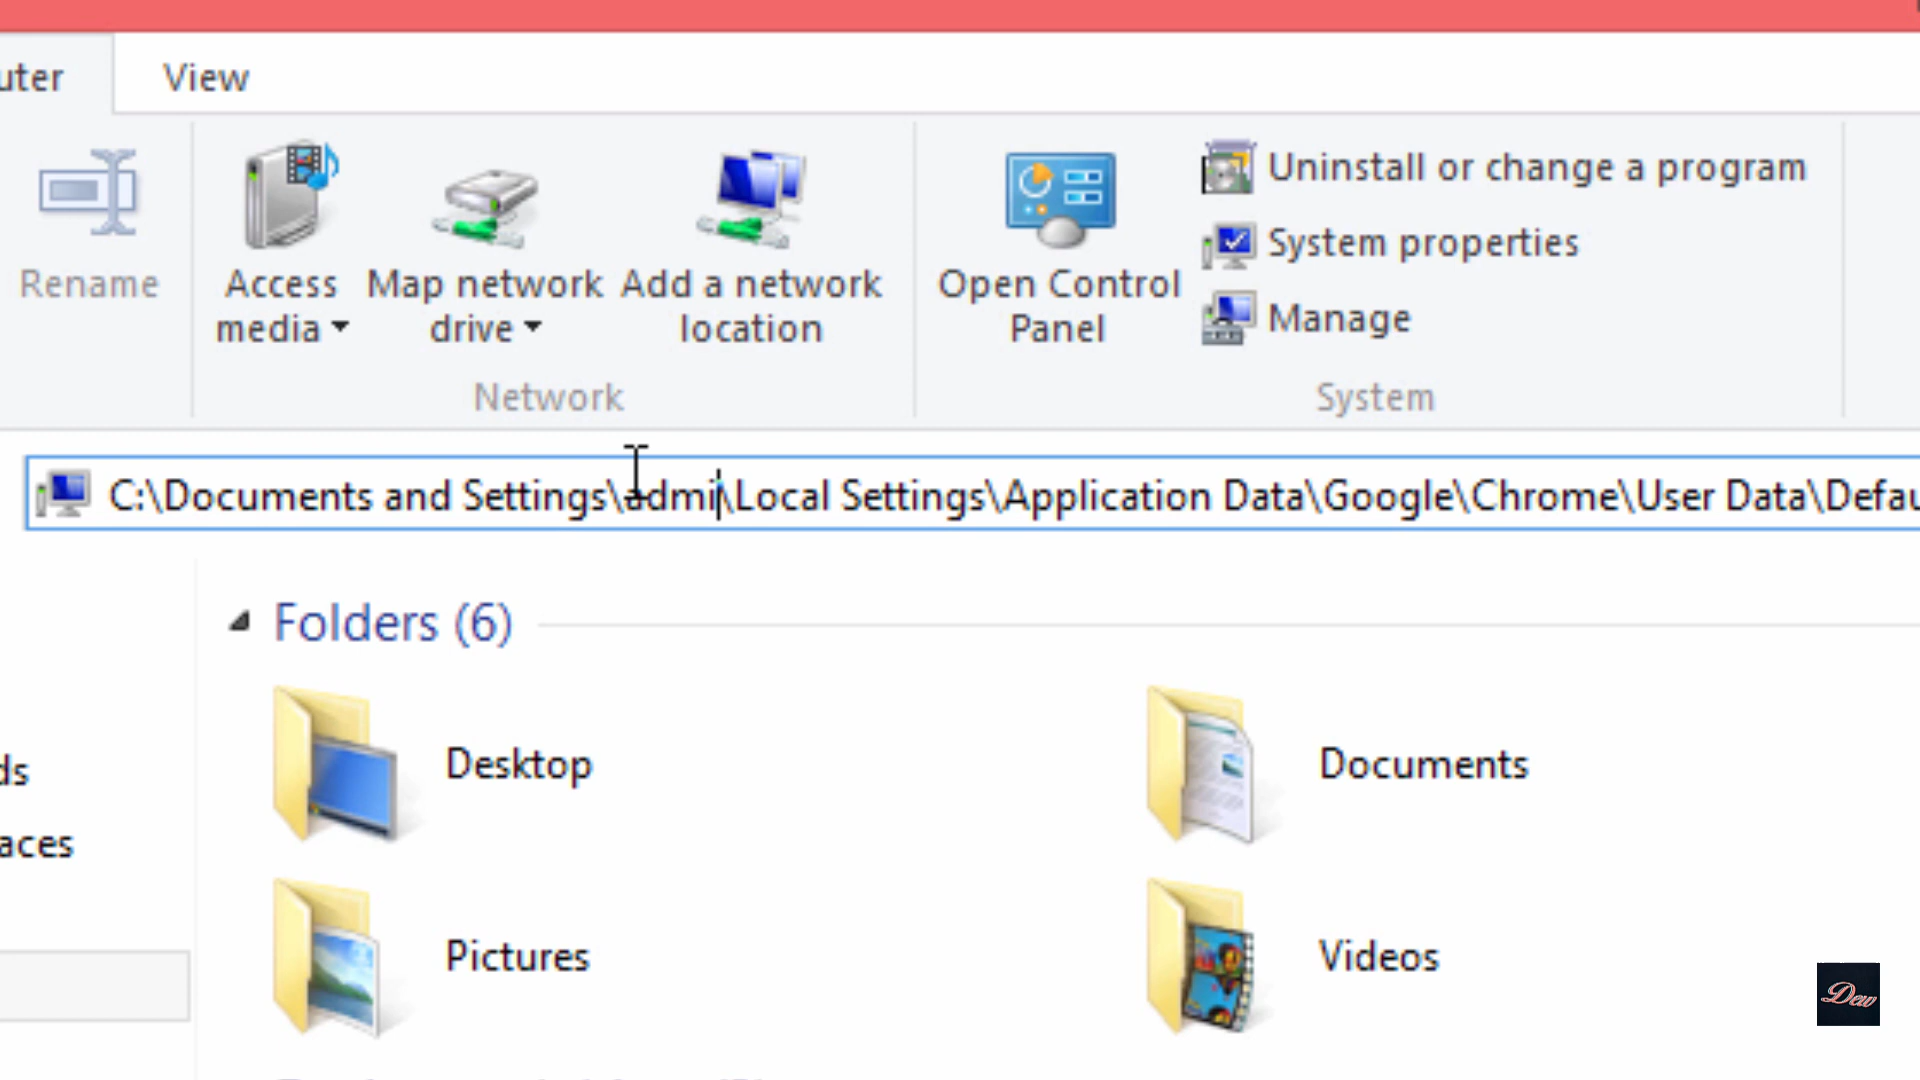 uter
View
Rename
Access
media
Map network
drive
Add a network
location
Open Control
Panel
Uninstall or change a program
System properties
Manage
Network
System
C:\Documents and Settings\admi\Local Settings\Application Data\Google\Chrome\User Data\Defau
Folders (6)
Desktop
Documents
ds
aces
Pictures
Videos
Dew